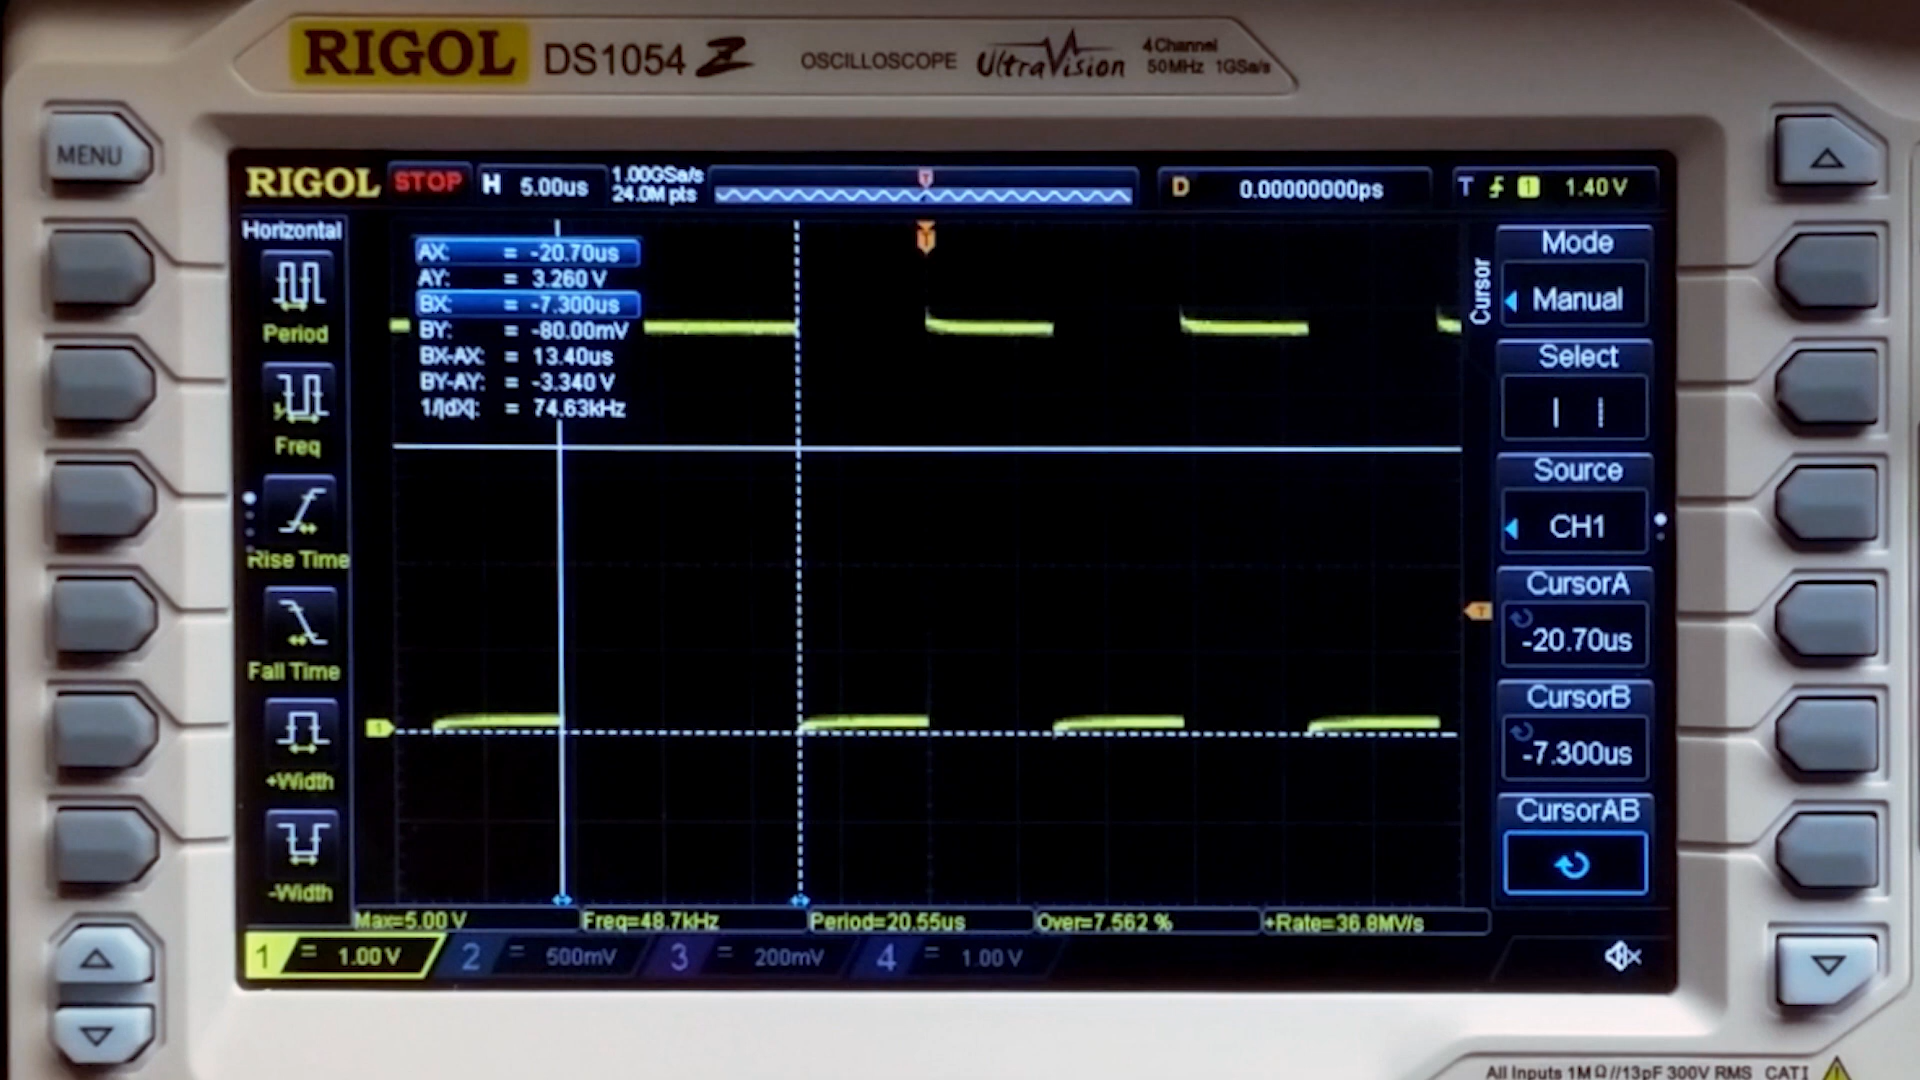 RIGOL DS1054 Z OSCILLOSCOPE UltraVision 4 Channel 50MHz 1GSa/s
MENU
RIGOL STOP H 5.00us 1.00GSa/s 24.0M pts T D 0.00000000ps T 1 1.40 V
Horizontal
Period
Freq
Rise Time
Fall Time
+Width
-Width
T
AX: = -20.70us
AY: = 3.260 V
BX: = -7.300us
BY: = -80.00mV
BX-AX: = 13.40us
BY-AY: = -3.340 V
1/|dX|: = 74.63kHz
1
T
Cursor
Mode
Manual
Select
Source
CH1
CursorA
-20.70us
CursorB
-7.300us
CursorAB
Max=5.00 V Freq=48.7kHz Period=20.55us Over=7.562 % +Rate=36.8MV/s
1 = 1.00 V 2 = 500mV 3 = 200mV 4 = 1.00 V
All Inputs 1MΩ//13pF 300V RMS CAT I